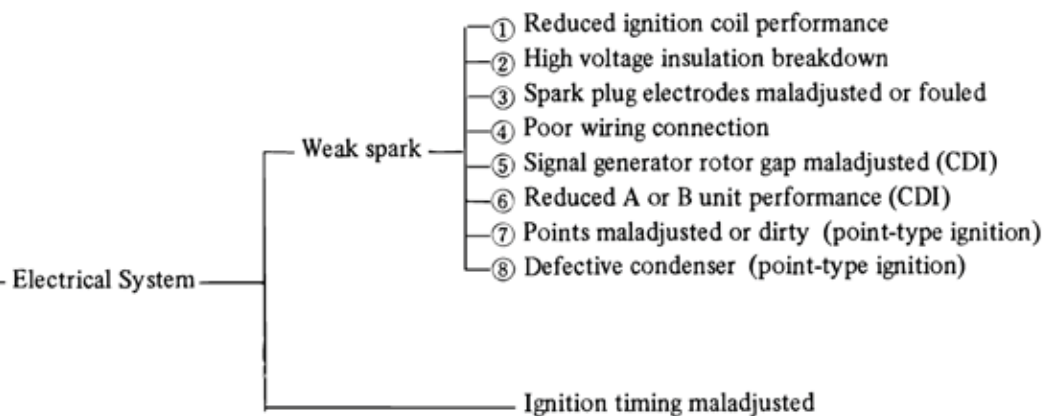 ① Reduced ignition coil performance
② High voltage insulation breakdown
③ Spark plug electrodes maladjusted or fouled
④ Poor wiring connection
Weak spark
⑤ Signal generator rotor gap maladjusted (CDI)
⑥ Reduced A or B unit performance (CDI)
⑦ Points maladjusted or dirty (point-type ignition)
⑧ Defective condenser (point-type ignition)
Electrical System
Ignition timing maladjusted